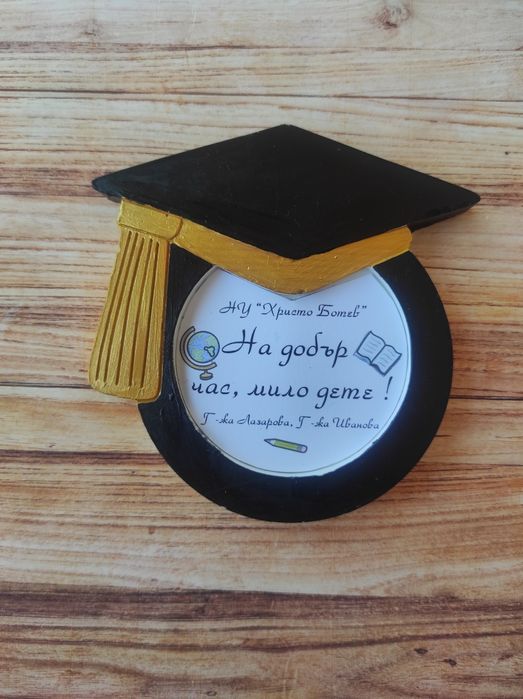 НУ "Христо Ботев"
На добър
час, мило дете !
Г-жа Лазарова, Г-жа Иванова